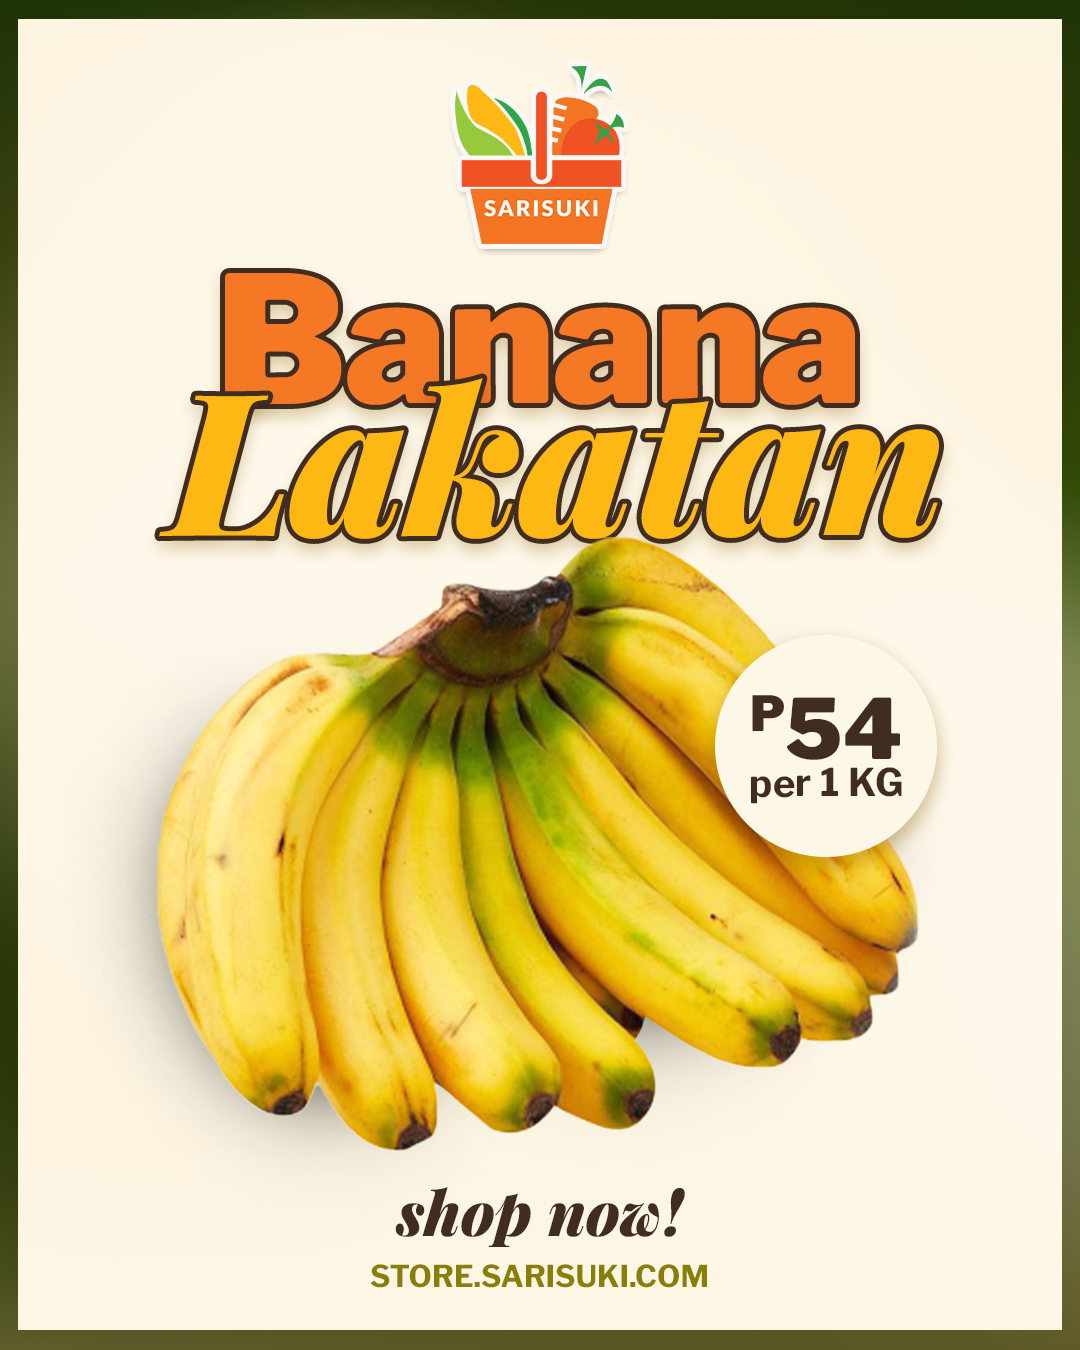 SARISUKI
Banana
Lakatan
P54
per 1 KG
shop now!
STORE.SARISUKI.COM